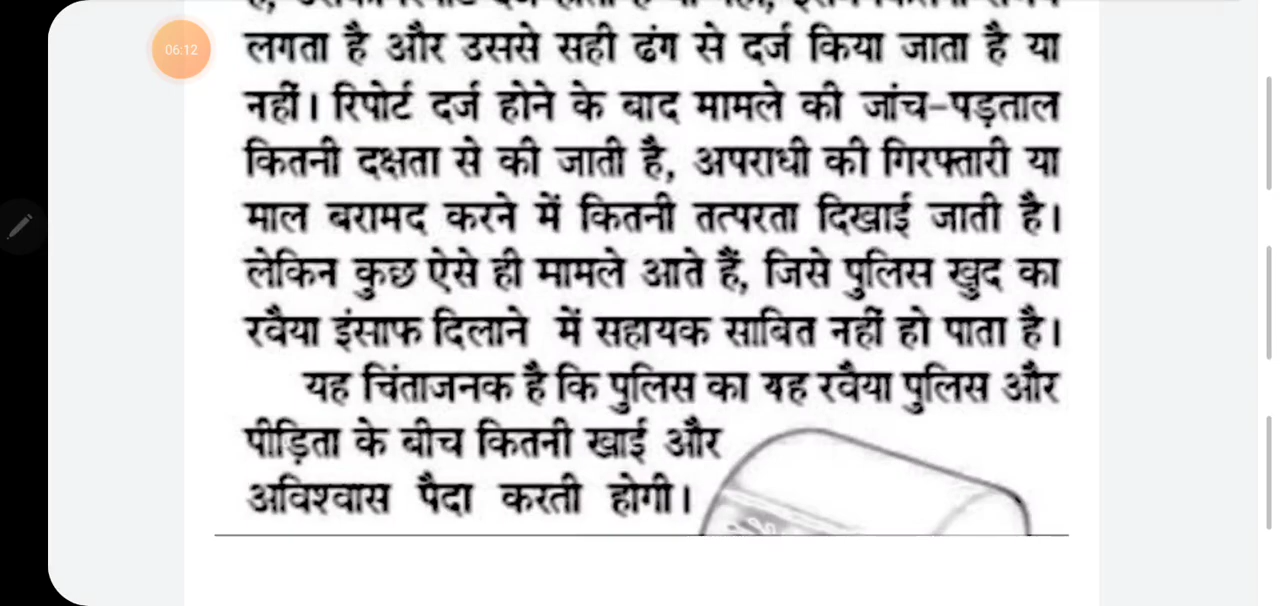 06:12
लगता है और उससे सही ढंग से दर्ज किया जाता है या
नहीं। रिपोर्ट दर्ज होने के बाद मामले की जांच-पड़ताल
कितनी दक्षता से की जाती है, अपराधी की गिरफ्तारी या
माल बरामद करने में कितनी तत्परता दिखाई जाती है।
लेकिन कुछ ऐसे ही मामले आते हैं, जिसे पुलिस खुद का
रवैया इंसाफ दिलाने में सहायक साबित नहीं हो पाता है।
यह चिंताजनक है कि पुलिस का यह रवैया पुलिस और
पीड़िता के बीच कितनी खाई और
अविश्वास पैदा करती होगी।